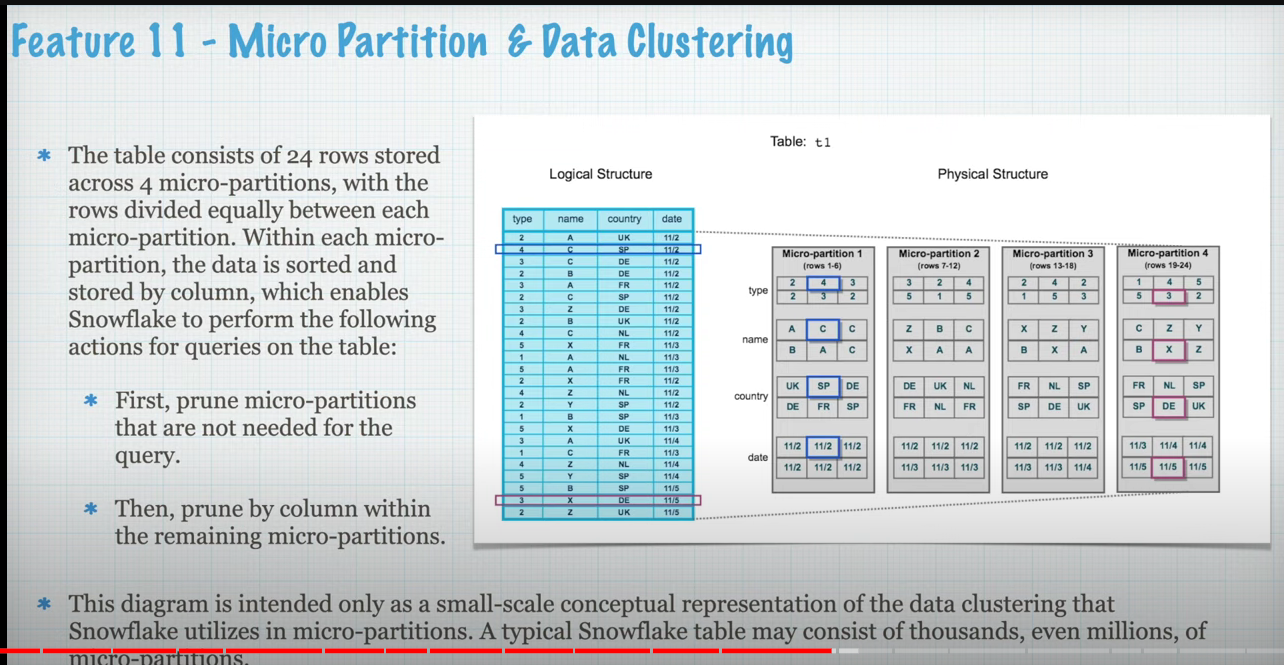 Feature 11 - Micro Partition & Data Clustering
* The table consists of 24 rows stored
across 4 micro-partitions, with the
rows divided equally between each
micro-partition. Within each micro-
partition, the data is sorted and
stored by column, which enables
Snowflake to perform the following
actions for queries on the table:
* First, prune micro-partitions
that are not needed for the
query.
* Then, prune by column within
the remaining micro-partitions.
Table: t1
Logical Structure
type name country date
2 A UK 11/2
4 C SP 11/2
3 C DE 11/2
2 B DE 11/2
3 A FR 11/2
2 C SP 11/2
3 Z DE 11/2
2 B UK 11/2
4 C NL 11/2
5 X FR 11/3
1 A NL 11/3
5 A FR 11/3
2 X FR 11/2
4 Z NL 11/2
2 Y SP 11/2
1 B SP 11/3
5 X DE 11/3
3 A UK 11/4
1 C FR 11/3
4 Z NL 11/4
5 Y SP 11/4
5 B SP 11/5
3 X DE 11/5
2 Z UK 11/5
Physical Structure
Micro-partition 1 Micro-partition 2 Micro-partition 3 Micro-partition 4
(rows 1-6) (rows 7-12) (rows 13-18) (rows 19-24)
type
2 4 3 3 2 4 2 4 2 1 4 5
2 3 2 5 1 5 1 5 3 5 3 2
name
A C C Z B C X Z Y C Z Y
B A C X A A B X A B X Z
country
UK SP DE DE UK NL FR NL SP FR NL SP
DE FR SP FR NL FR SP DE UK SP DE UK
date
11/2 11/2 11/2 11/2 11/2 11/2 11/2 11/2 11/2 11/3 11/4 11/4
11/2 11/2 11/2 11/3 11/3 11/3 11/3 11/3 11/4 11/5 11/5 11/5
* This diagram is intended only as a small-scale conceptual representation of the data clustering that
Snowflake utilizes in micro-partitions. A typical Snowflake table may consist of thousands, even millions, of
micro-partitions.